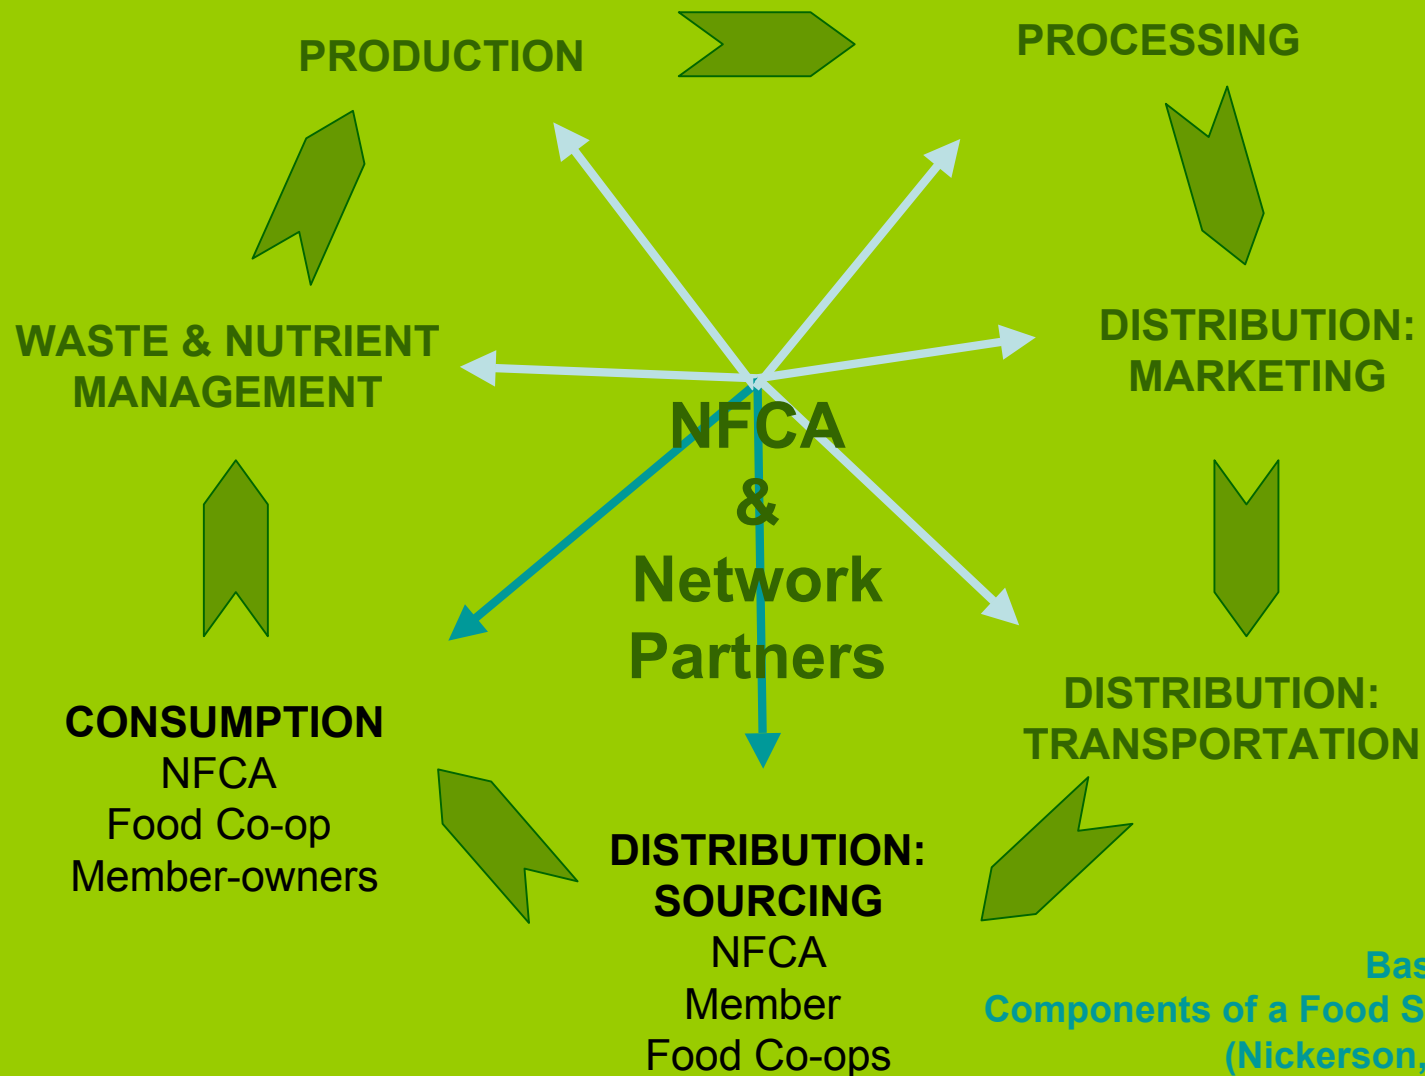 PRODUCTION
PROCESSING
WASTE & NUTRIENT
MANAGEMENT
DISTRIBUTION:
MARKETING
NFCA
&
Network
Partners
DISTRIBUTION:
TRANSPORTATION
CONSUMPTION
NFCA
Food Co-op
Member-owners
DISTRIBUTION:
SOURCING
NFCA
Member
Food Co-ops
Components of a Food
(Nickerson,